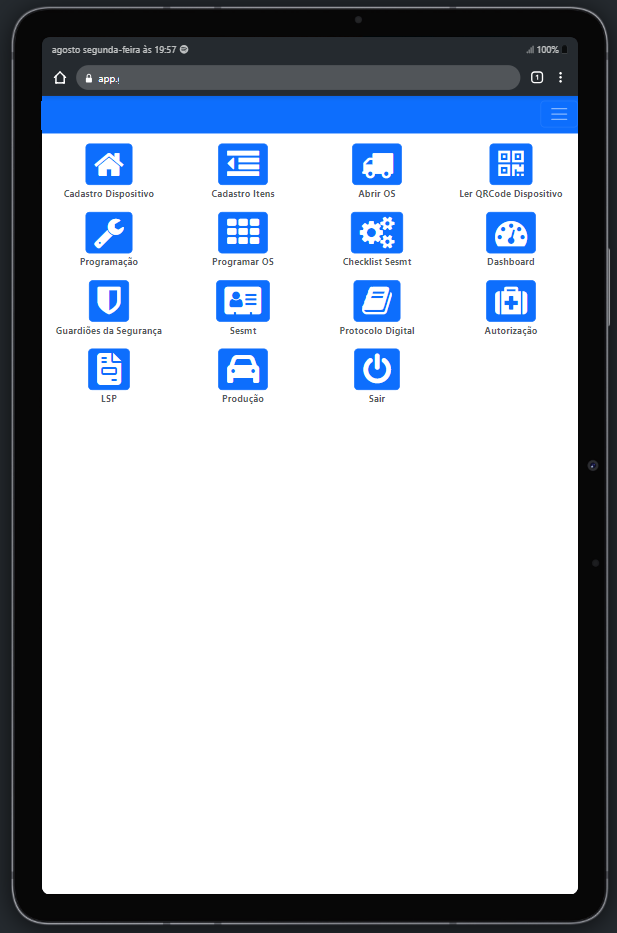 agosto segunda-feira às 19:57
100%
app.
1
Cadastro Dispositivo
Cadastro Itens
Abrir OS
Ler QRCode Dispositivo
Programação
Programar OS
Checklist Sesmt
Dashboard
Guardiões da Segurança
Sesmt
Protocolo Digital
Autorização
LSP
Produção
Sair